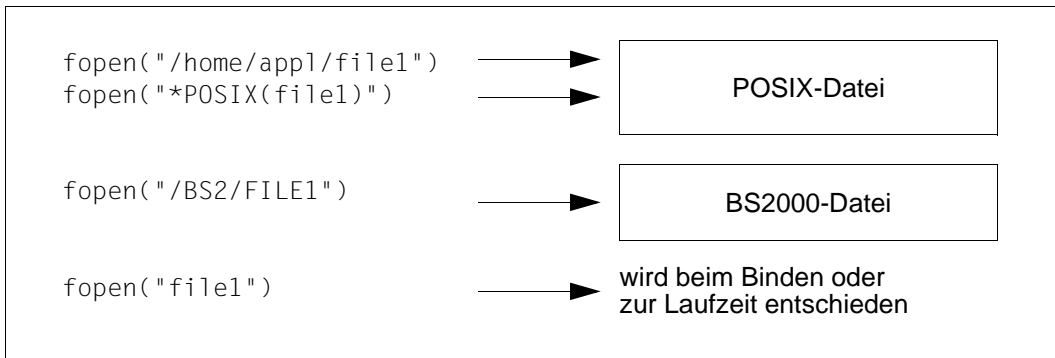 fopen("/home/appl/file1")
fopen("*POSIX(file1)")
POSIX-Datei
fopen("/BS2/FILE1")
BS2000-Datei
fopen("file1")
wird beim Binden oder
zur Laufzeit entschieden